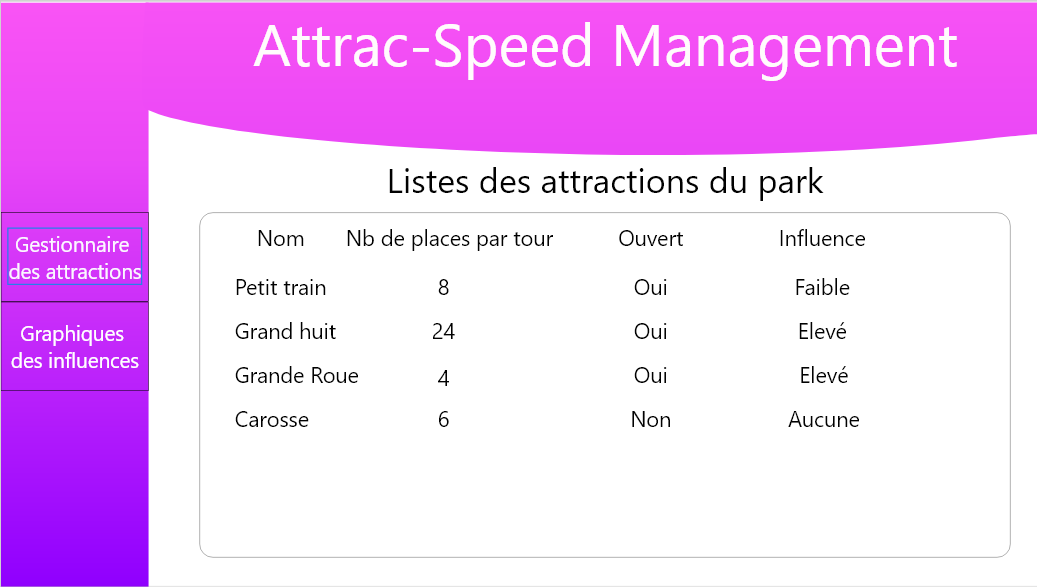 Attrac-Speed Management
Listes des attractions du park
Gestionnaire
des attractions
Graphiques
des influences
Nom Nb de places par tour Ouvert Influence
Petit train 8 Oui Faible
Grand huit 24 Oui Elevé
Grande Roue 4 Oui Elevé
Carosse 6 Non Aucune